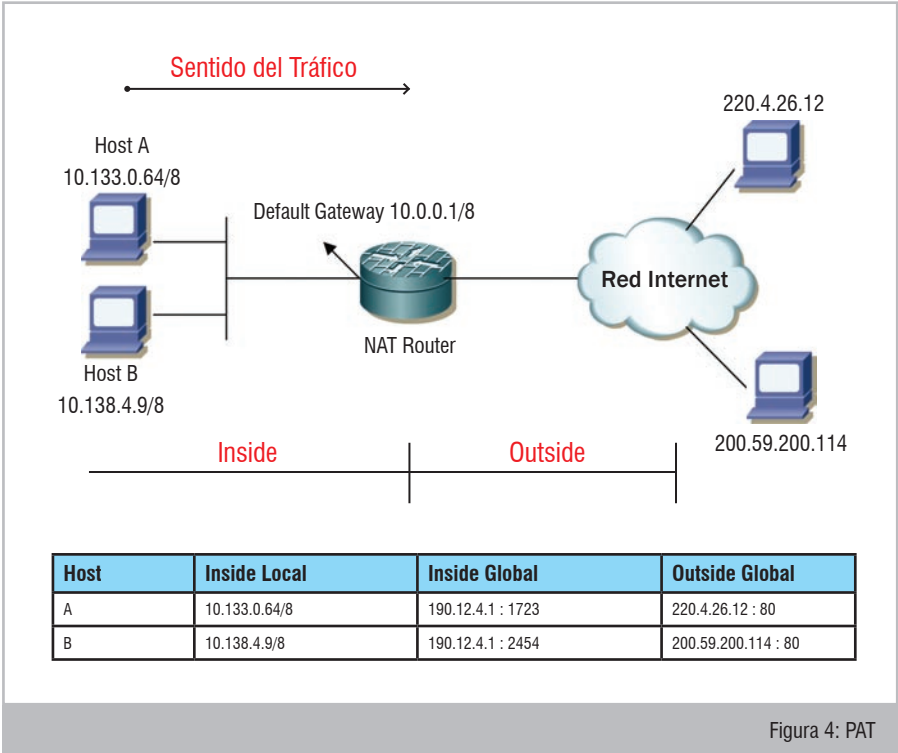 Sentido del Tráfico
220.4.26.12
Host A
10.133.0.64/8
Default Gateway 10.0.0.1/8
Red Internet
NAT Router
Host B
10.138.4.9/8
200.59.200.114
Inside
Outside
Host Inside Local Inside Global Outside Global
A 10.133.0.64/8 190.12.4.1 : 1723 220.4.26.12 : 80
B 10.138.4.9/8 190.12.4.1 : 2454 200.59.200.114 : 80
Figura 4: PAT